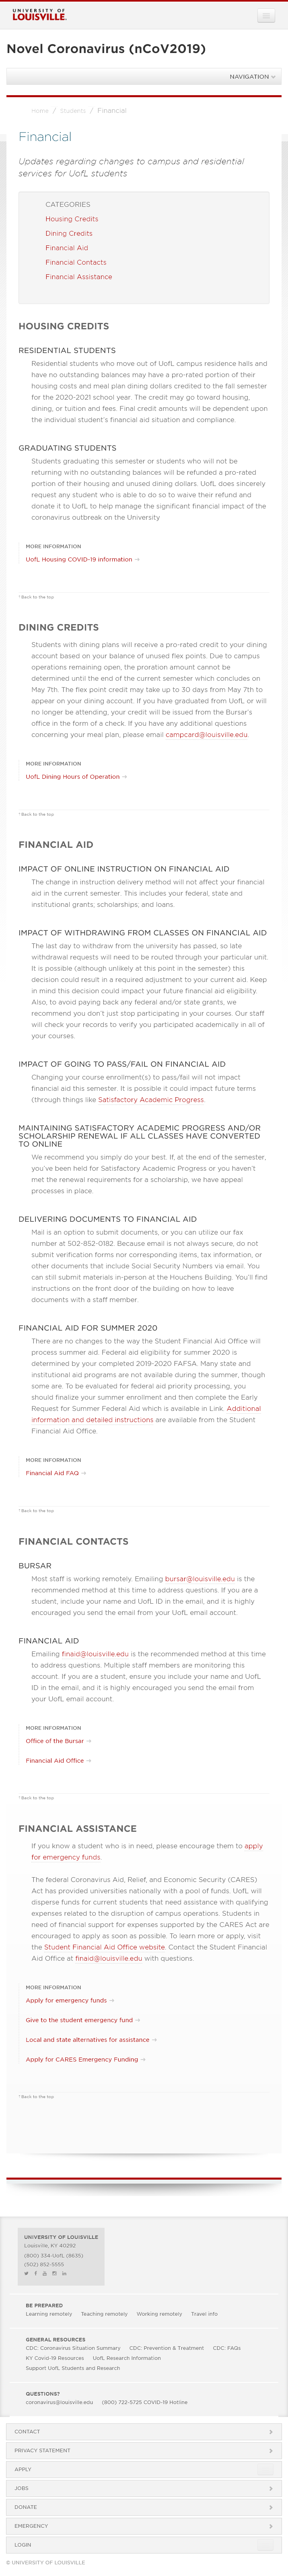 UNIVERSITY OF
LOUISVILLE.
Novel Coronavirus (nCoV2019)
NAVIGATION
Home / Students / Financial
Financial
Updates regarding changes to campus and residential
services for UofL students
CATEGORIES
Housing Credits
Dining Credits
Financial Aid
Financial Contacts
Financial Assistance
HOUSING CREDITS
RESIDENTIAL STUDENTS
Residential students who move out of UofL campus residence halls and
have no outstanding balances may have a pro-rated portion of their
housing costs and meal plan dining dollars credited to the fall semester
for the 2020-2021 school year. The credit may go toward housing,
dining, or tuition and fees. Final credit amounts will be dependent upon
the individual student's financial aid situation and compliance.
GRADUATING STUDENTS
Students graduating this semester or students who will not be
returning with no outstanding balances will be refunded a pro-rated
portion of their housing and unused dining dollars. UofL does sincerely
request any student who is able to do so to waive their refund and
donate it to UofL to help manage the significant financial impact of the
coronavirus outbreak on the University
MORE INFORMATION
UofL Housing COVID-19 information →
^ Back to the top
DINING CREDITS
Students with dining plans will receive a pro-rated credit to your dining
account based on your balance of unused flex points. Due to campus
operations remaining open, the proration amount cannot be
determined until the end of the current semester which concludes on
May 7th. The flex point credit may take up to 30 days from May 7th to
appear on your dining account. If you have graduated from UofL or will
no longer be attending, your credit will be issued from the Bursar's
office in the form of a check. If you have any additional questions
concerning your meal plan, please email campcard@louisville.edu.
MORE INFORMATION
UofL Dining Hours of Operation →
^ Back to the top
FINANCIAL AID
IMPACT OF ONLINE INSTRUCTION ON FINANCIAL AID
The change in instruction delivery method will not affect your financial
aid in the current semester. This includes your federal, state and
institutional grants; scholarships; and loans.
IMPACT OF WITHDRAWING FROM CLASSES ON FINANCIAL AID
The last day to withdraw from the university has passed, so most
withdrawal requests will need to be routed through your particular unit.
It is possible (although unlikely at this point in the semester) this
decision could result in a required adjustment to your current aid. Keep
in mind this decision could impact your future financial aid eligibility.
Also, to avoid paying back any federal and/or state grants, we
recommend you don't just stop participating in your courses. Our staff
will check your records to verify you participated academically in all of
your courses.
IMPACT OF GOING TO PASS/FAIL ON FINANCIAL AID
Changing your course enrollment(s) to pass/fail will not impact
financial aid this semester. It is possible it could impact future terms
(through things like Satisfactory Academic Progress.
MAINTAINING SATISFACTORY ACADEMIC PROGRESS AND/OR
SCHOLARSHIP RENEWAL IF ALL CLASSES HAVE CONVERTED
TO ONLINE
We recommend you simply do your best. If, at the end of the semester,
you've been held for Satisfactory Academic Progress or you haven't
met the renewal requirements for a scholarship, we have appeal
processes in place.
DELIVERING DOCUMENTS TO FINANCIAL AID
Mail is an option to submit documents, or you can utilize our fax
number at 502-852-0182. Because email is not always secure, do not
submit verification forms nor corresponding items, tax information, or
other documents that include Social Security Numbers via email. You
can still submit materials in-person at the Houchens Building. You'll find
instructions on the front door of the building on how to leave
documents with a staff member.
FINANCIAL AID FOR SUMMER 2020
There are no changes to the way the Student Financial Aid Office will
process summer aid. Federal aid eligibility for summer 2020 is
determined by your completed 2019-2020 FAFSA. Many state and
institutional aid programs are not available during the summer, though
some are. To be evaluated for federal aid priority processing, you
should finalize your summer enrollment and then complete the Early
Request for Summer Federal Aid which is available in Link. Additional
information and detailed instructions are available from the Student
Financial Aid Office.
MORE INFORMATION
Financial Aid FAQ →
^ Back to the top
FINANCIAL CONTACTS
BURSAR
Most staff is working remotely. Emailing bursar@louisville.edu is the
recommended method at this time to address questions. If you are a
student, include your name and UofL ID in the email, and it is highly
encouraged you send the email from your UofL email account.
FINANCIAL AID
Emailing finaid@louisville.edu is the recommended method at this time
to address questions. Multiple staff members are monitoring this
account. If you are a student, ensure you include your name and UofL
ID in the email, and it is highly encouraged you send the email from
your UofL email account.
MORE INFORMATION
Office of the Bursar →
Financial Aid Office →
^ Back to the top
FINANCIAL ASSISTANCE
If you know a student who is in need, please encourage them to apply
for emergency funds.
The federal Coronavirus Aid, Relief, and Economic Security (CARES)
Act has provided universities nationally with a pool of funds. UofL will
disperse funds for current students that need assistance with qualifying
expenses related to the disruption of campus operations. Students in
need of financial support for expenses supported by the CARES Act are
encouraged to apply as soon as possible. To learn more or apply, visit
the Student Financial Aid Office website. Contact the Student Financial
Aid Office at finaid@louisville.edu with questions.
MORE INFORMATION
Apply for emergency funds →
Give to the student emergency fund →
Local and state alternatives for assistance →
Apply for CARES Emergency Funding →
^ Back to the top
UNIVERSITY OF LOUISVILLE
Louisville, KY 40292
(800) 334-UofL (8635)
(502) 852-5555
BE PREPARED
Learning remotely Teaching remotely Working remotely Travel info
GENERAL RESOURCES
CDC: Coronavirus Situation Summary CDC: Prevention & Treatment CDC: FAQs
KY Covid-19 Resources UofL Research Information
Support UofL Students and Research
QUESTIONS?
coronavirus@louisville.edu (800) 722-5725 COVID-19 Hotline
CONTACT
PRIVACY STATEMENT
APPLY
JOBS
DONATE
EMERGENCY
LOGIN
© UNIVERSITY OF LOUISVILLE